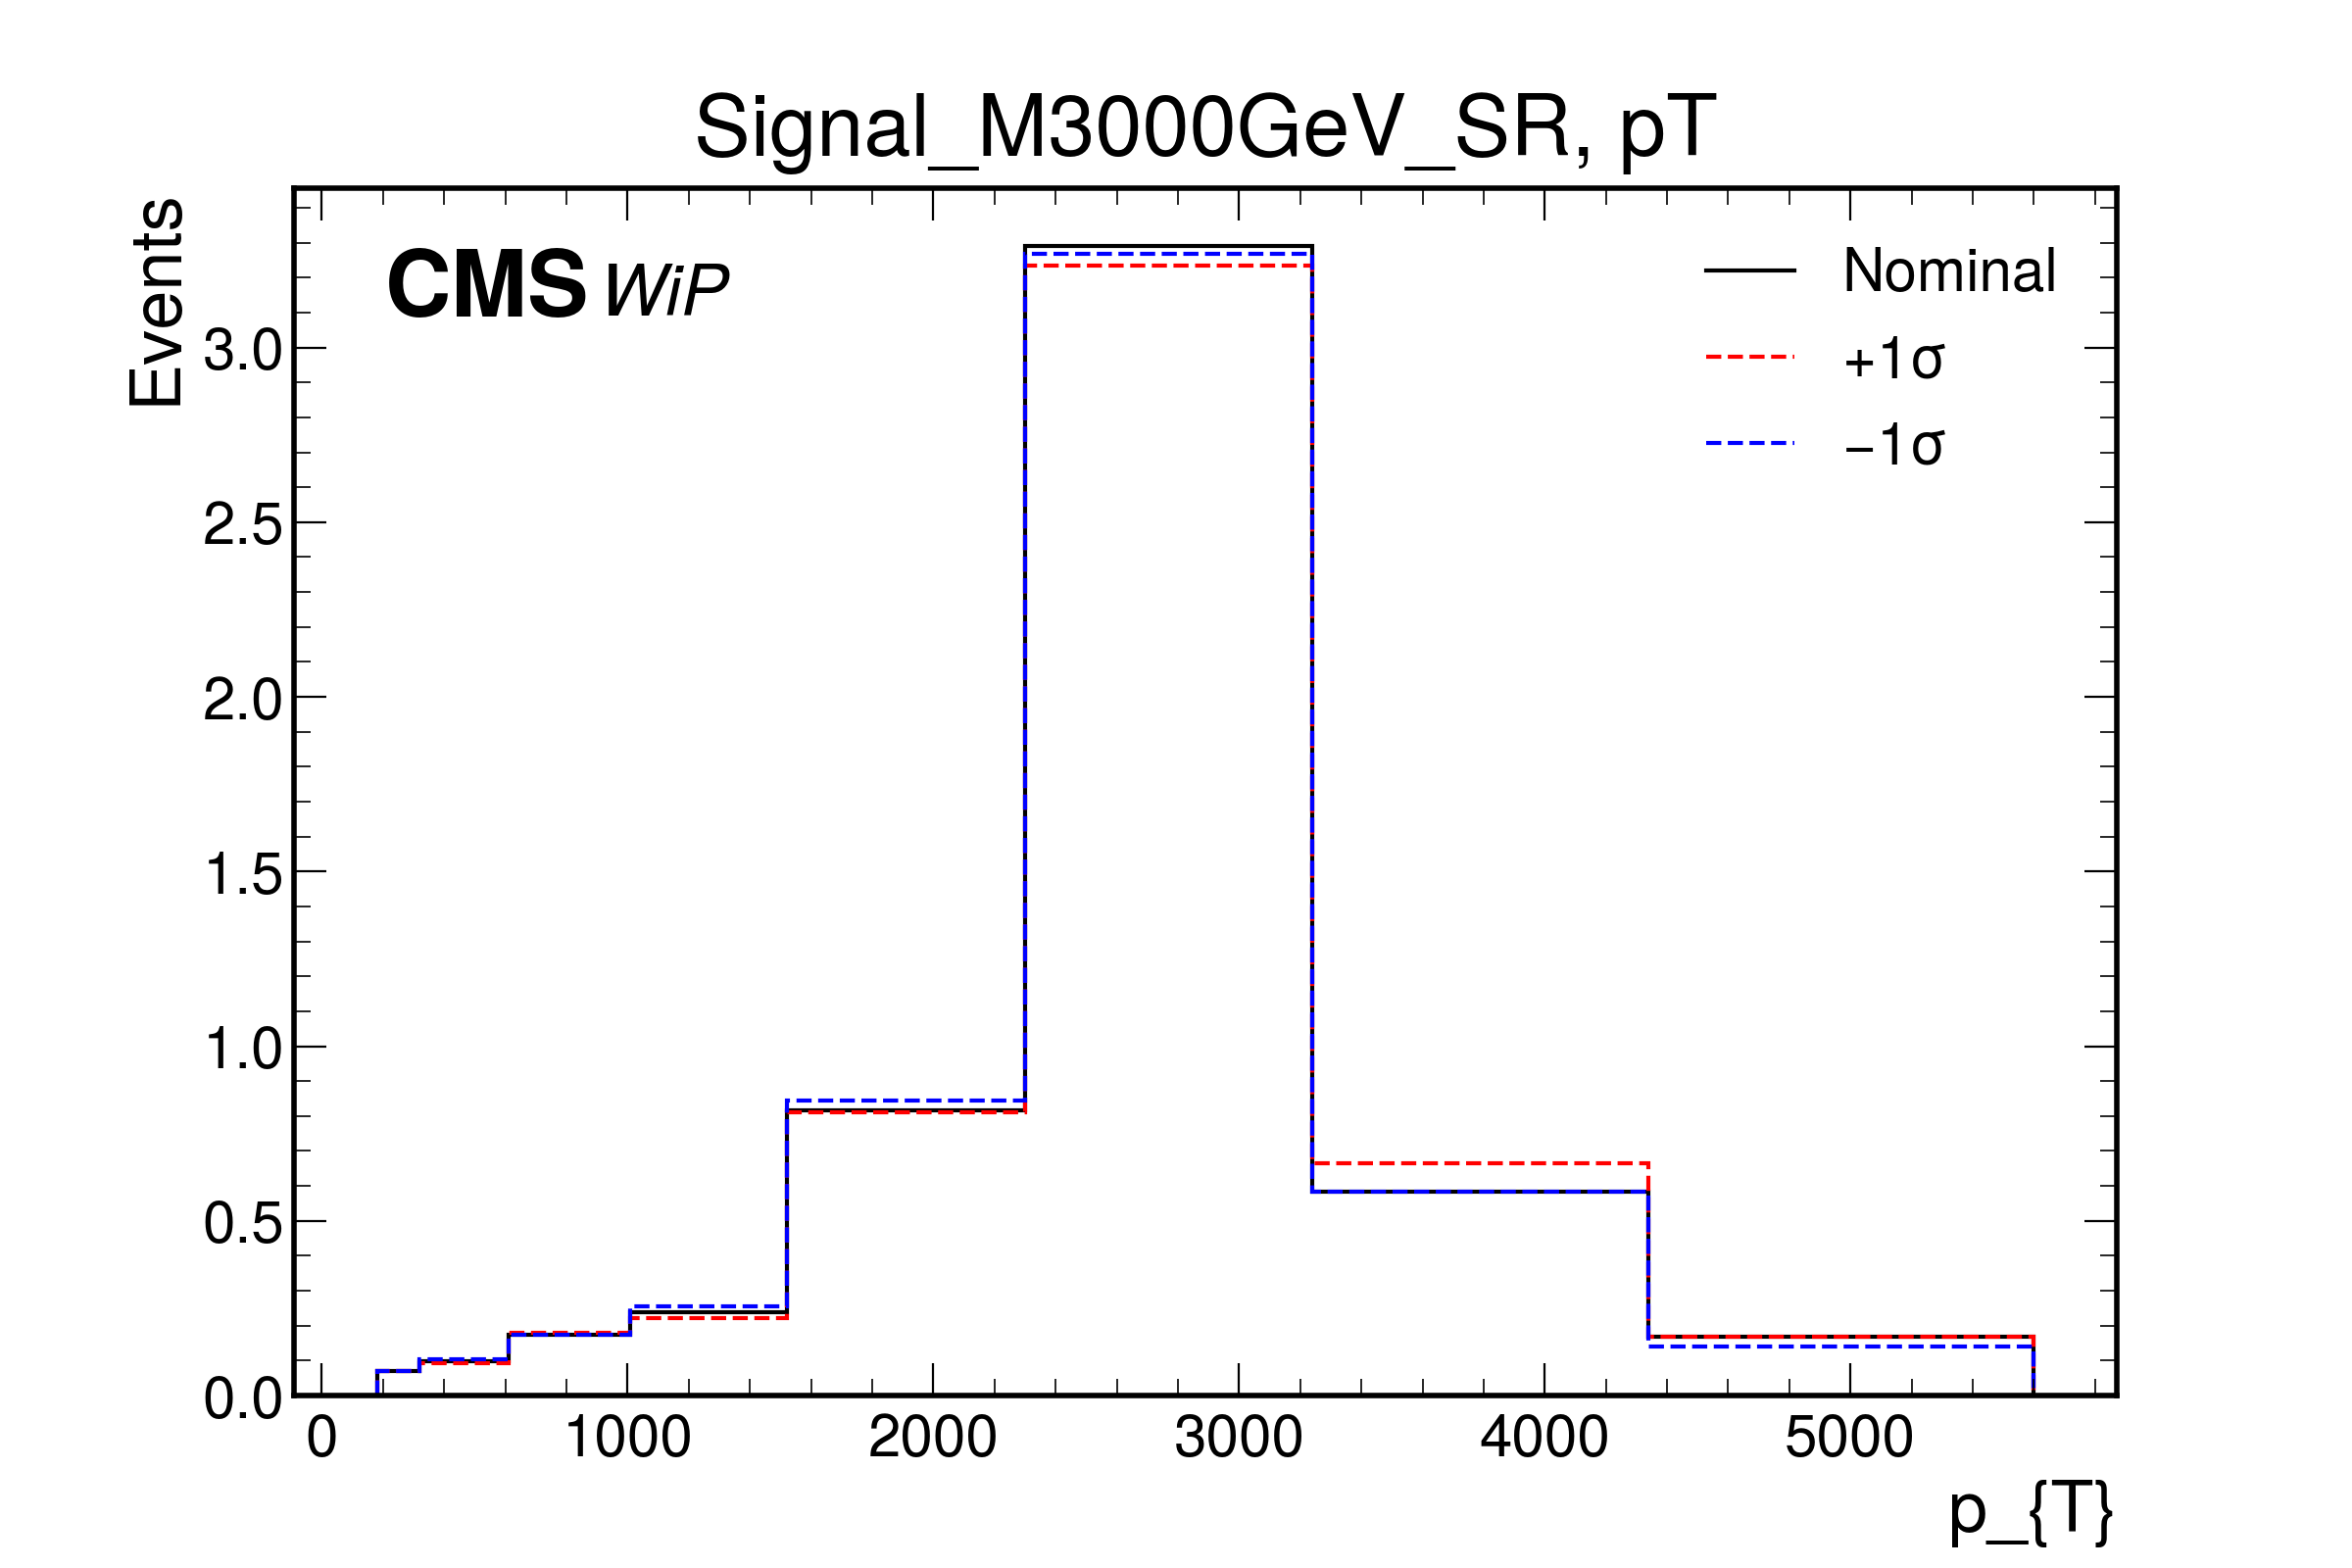 Signal_M3000GeV_SR, pT
Events
CMS WiP
Nominal
+1σ
−1σ
3.0
2.5
2.0
1.5
1.0
0.5
0.0
0 1000 2000 3000 4000 5000
p_{T}